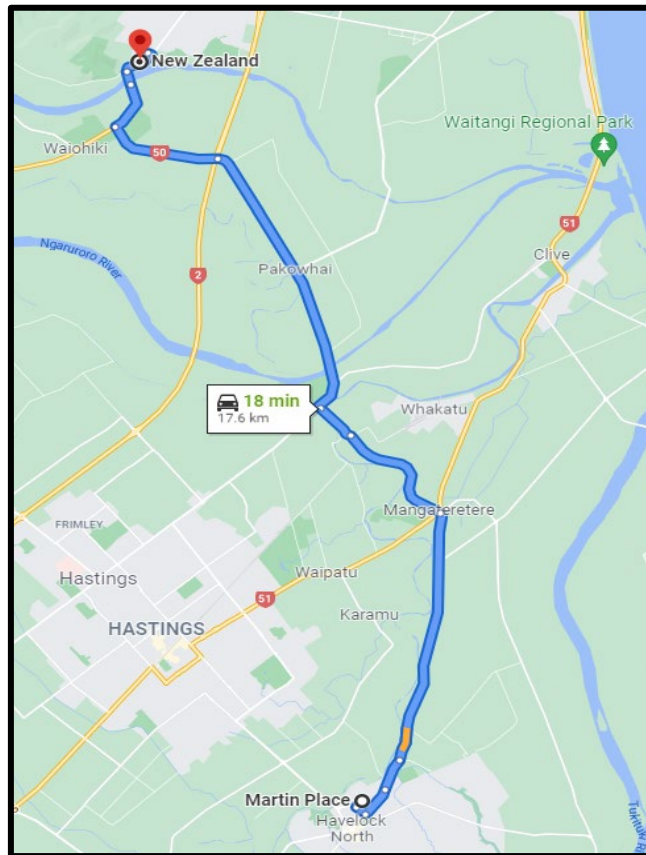 New Zealand
Waitangi Regional Park
Waiohiki
50
51
Ngaruroro River
Pakowhai
Clive
2
18 min
17.6 km
Whakatu
Mangateretere
FRIMLEY
Hastings
Waipatu
51
Karamu
HASTINGS
Martin Place
Havelock
North